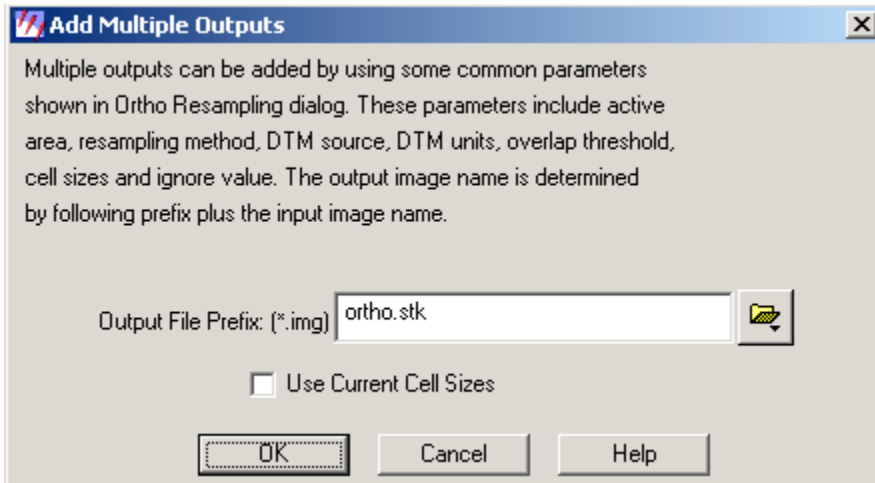 Add Multiple Outputs
Multiple outputs can be added by using some common parameters
shown in Ortho Resampling dialog. These parameters include active
area, resampling method, DTM source, DTM units, overlap threshold,
cell sizes and ignore value. The output image name is determined
by following prefix plus the input image name.
Output File Prefix: (*.img) ortho.stk
Use Current Cell Sizes
OK Cancel Help